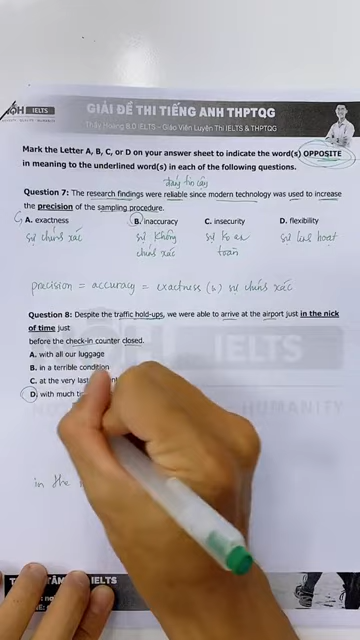 IELTS
GIẢI ĐỀ THI TIẾNG ANH THPTQG
Thầy Hoàng 8.0 IELTS - Giáo Viên Luyện Thi IELTS & THPTQG
Mark the Letter A, B, C, or D on your answer sheet to indicate the word(s) OPPOSITE
in meaning to the underlined word(s) in each of the following questions.
đáng tin cậy
Question 7: The research findings were reliable since modern technology was used to increase
the precision of the sampling procedure.
A. exactness B. inaccuracy C. insecurity D. flexibility
sự chính xác sự không chính xác sự ko an toàn sự linh hoạt
precision = accuracy = exactness (n) sự chính xác
Question 8: Despite the traffic hold-ups, we were able to arrive at the airport just in the nick
of time just
before the check-in counter closed.
A. with all our luggage
B. in a terrible condition
C. at the very last
D. with much
in the
IELTS
HUMANITY
IELTS